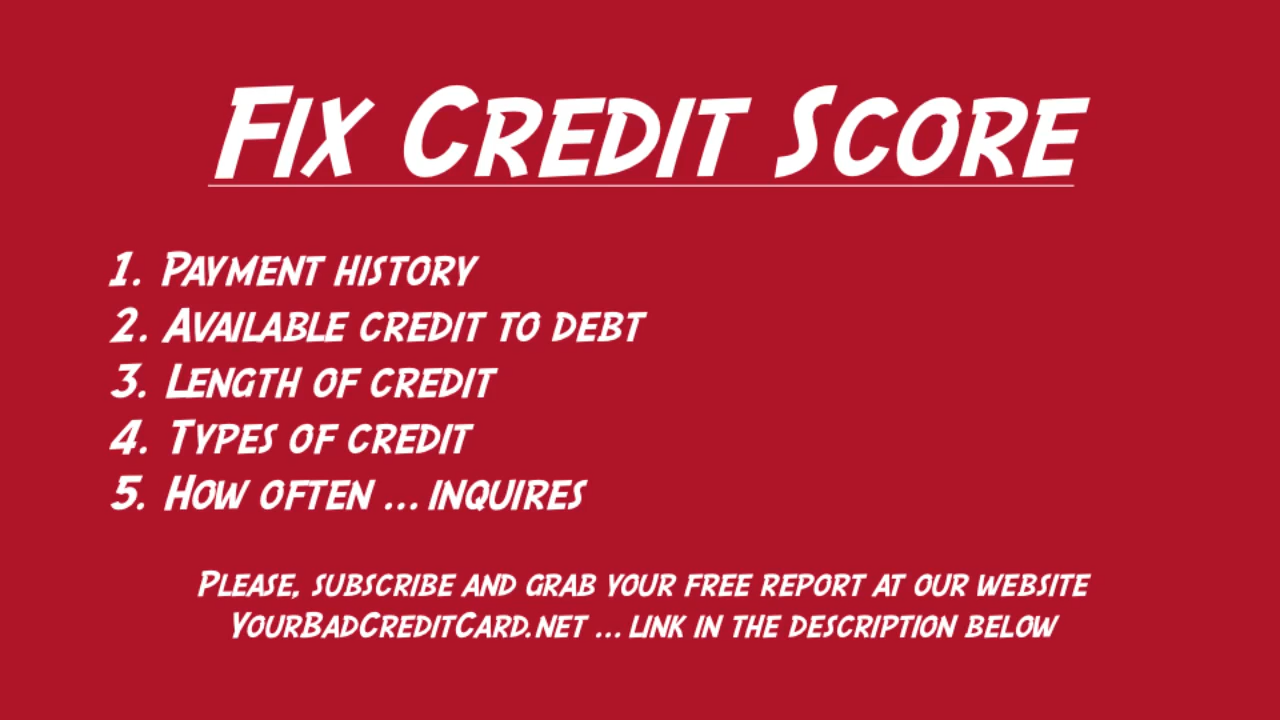 Fix Credit Score
1. Payment history
2. Available credit to debt
3. Length of credit
4. Types of credit
5. How often ... inquires
Please, subscribe and grab your free report at our website
YourBadCreditCard.net ... link in the description below